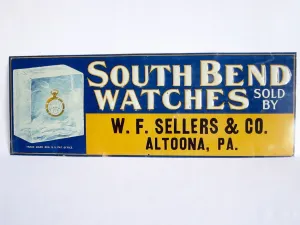 SOUTH BEND
WATCHES SOLD BY
W. F. SELLERS & CO.
ALTOONA, PA.